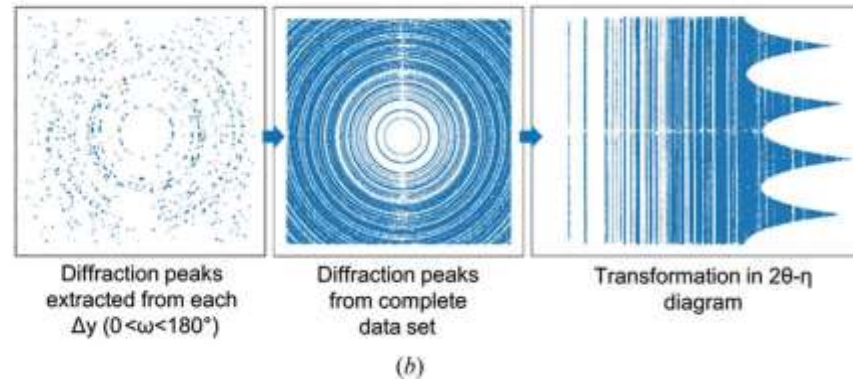 Diffraction peaks
extracted from each
Δy (0<ω<180°)
Diffraction peaks
from complete
data set
Transformation in 2θ-η
diagram
(b)